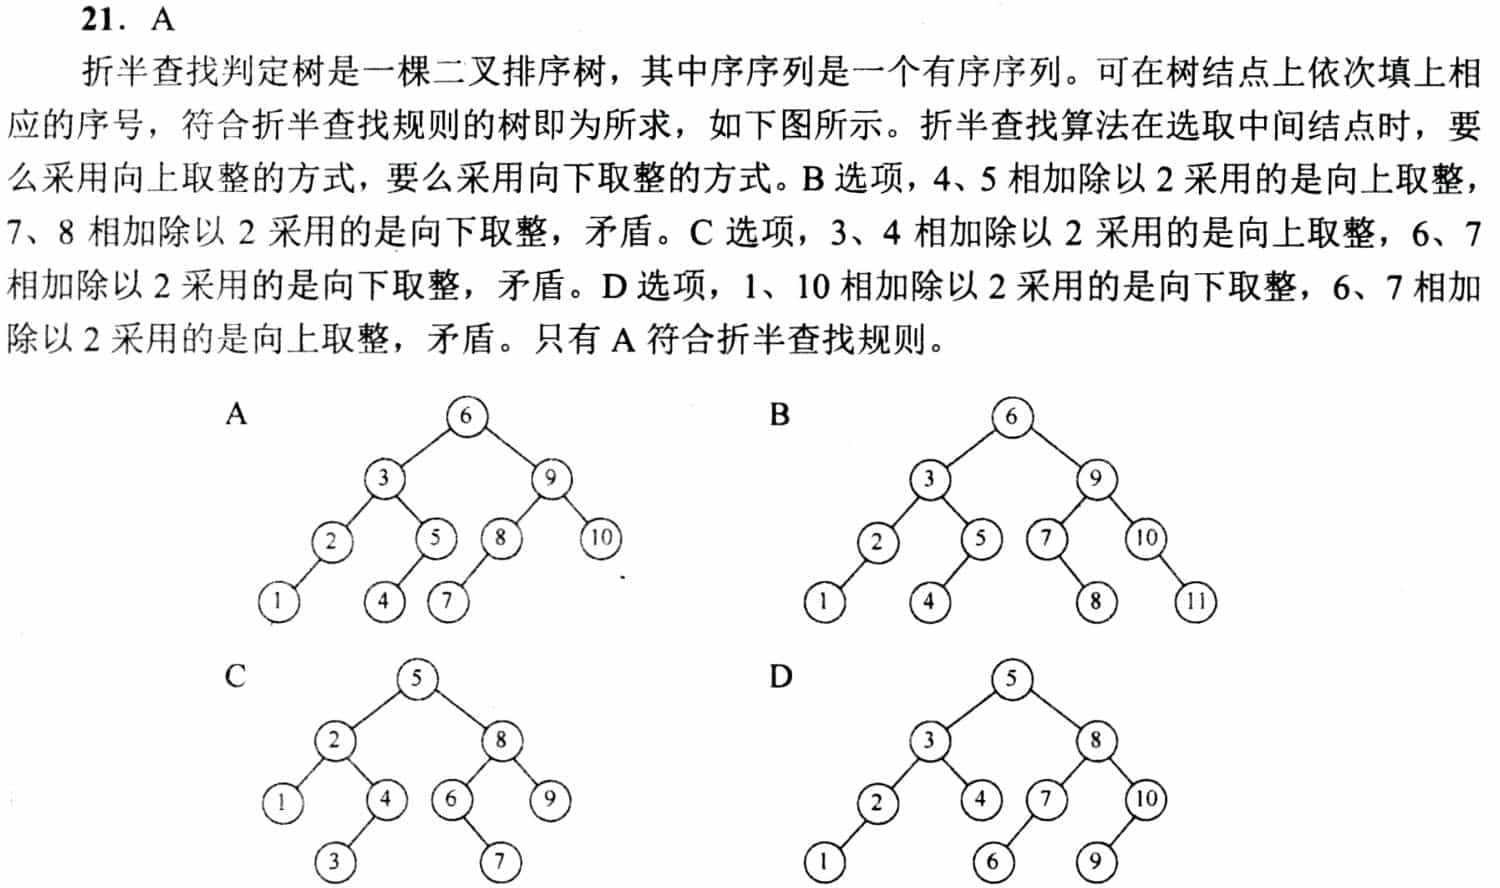 21. A
折半查找判定树是一棵二叉排序树，其中序序列是一个有序序列。可在树结点上依次填上相
应的序号，符合折半查找规则的树即为所求，如下图所示。折半查找算法在选取中间结点时，要
么采用向上取整的方式，要么采用向下取整的方式。B 选项，4、5 相加除以 2 采用的是向上取整，
7、8 相加除以 2 采用的是向下取整，矛盾。C 选项，3、4 相加除以 2 采用的是向上取整，6、7
相加除以 2 采用的是向下取整，矛盾。D 选项，1、10 相加除以 2 采用的是向下取整，6、7 相加
除以 2 采用的是向上取整，矛盾。只有 A 符合折半查找规则。
A
6
3 9
2 5 8 10
1 4 7
B
6
3 9
2 5 7 10
1 4 8 11
C
5
2 8
1 4 6 9
3 7
D
5
3 8
2 4 7 10
1 6 9